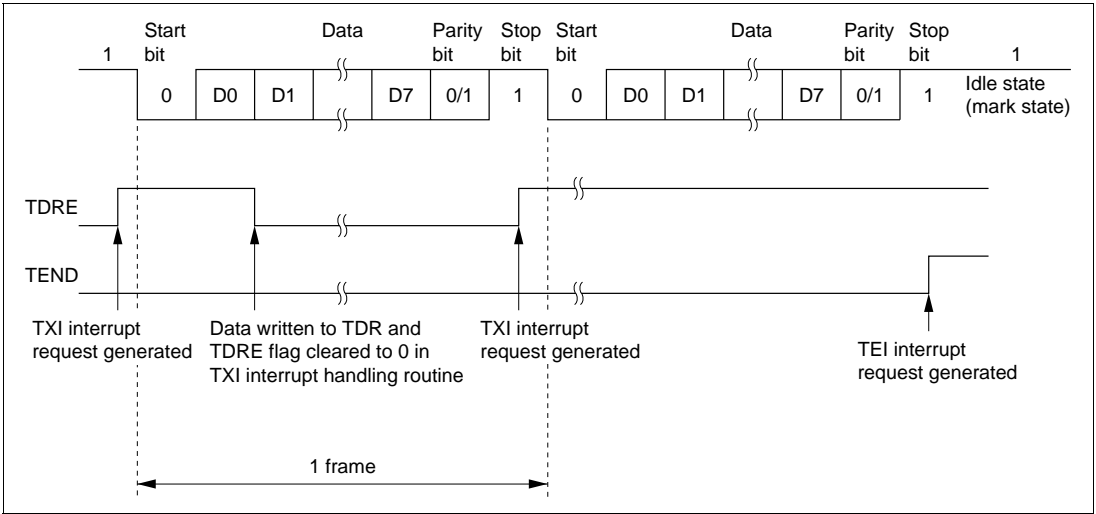 Start Data Parity Stop Start Data Parity Stop
1 bit bit bit bit bit bit 1
0 D0 D1 D7 0/1 1 0 D0 D1 D7 0/1 1 Idle state
(mark state)
TDRE
TEND
TXI interrupt
request generated
Data written to TDR and
TDRE flag cleared to 0 in
TXI interrupt handling routine
TXI interrupt
request generated
TEI interrupt
request generated
1 frame